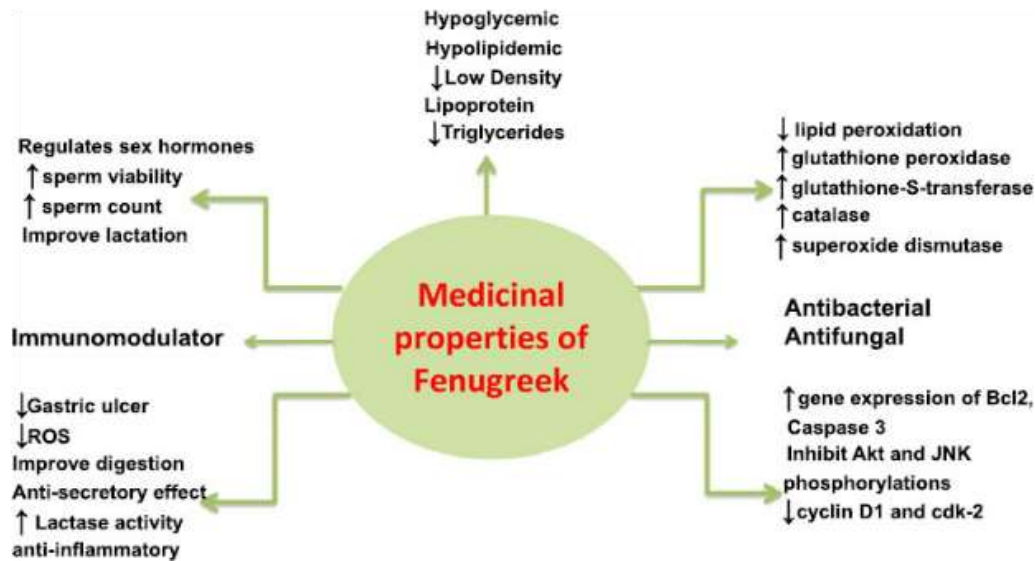 Hypoglycemic
Hypolipidemic
↓Low Density
Lipoprotein
↓Triglycerides
Regulates sex hormones
↑ sperm viability
↑ sperm count
Improve lactation
↓ lipid peroxidation
↑ glutathione peroxidase
↑ glutathione-S-transferase
↑ catalase
↑ superoxide dismutase
Medicinal
properties of
Fenugreek
Immunomodulator
Antibacterial
Antifungal
↓Gastric ulcer
↓ROS
Improve digestion
Anti-secretory effect
↑ Lactase activity
anti-inflammatory
↑ gene expression of Bcl2,
Caspase 3
Inhibit Akt and JNK
phosphorylations
↓cyclin D1 and cdk-2